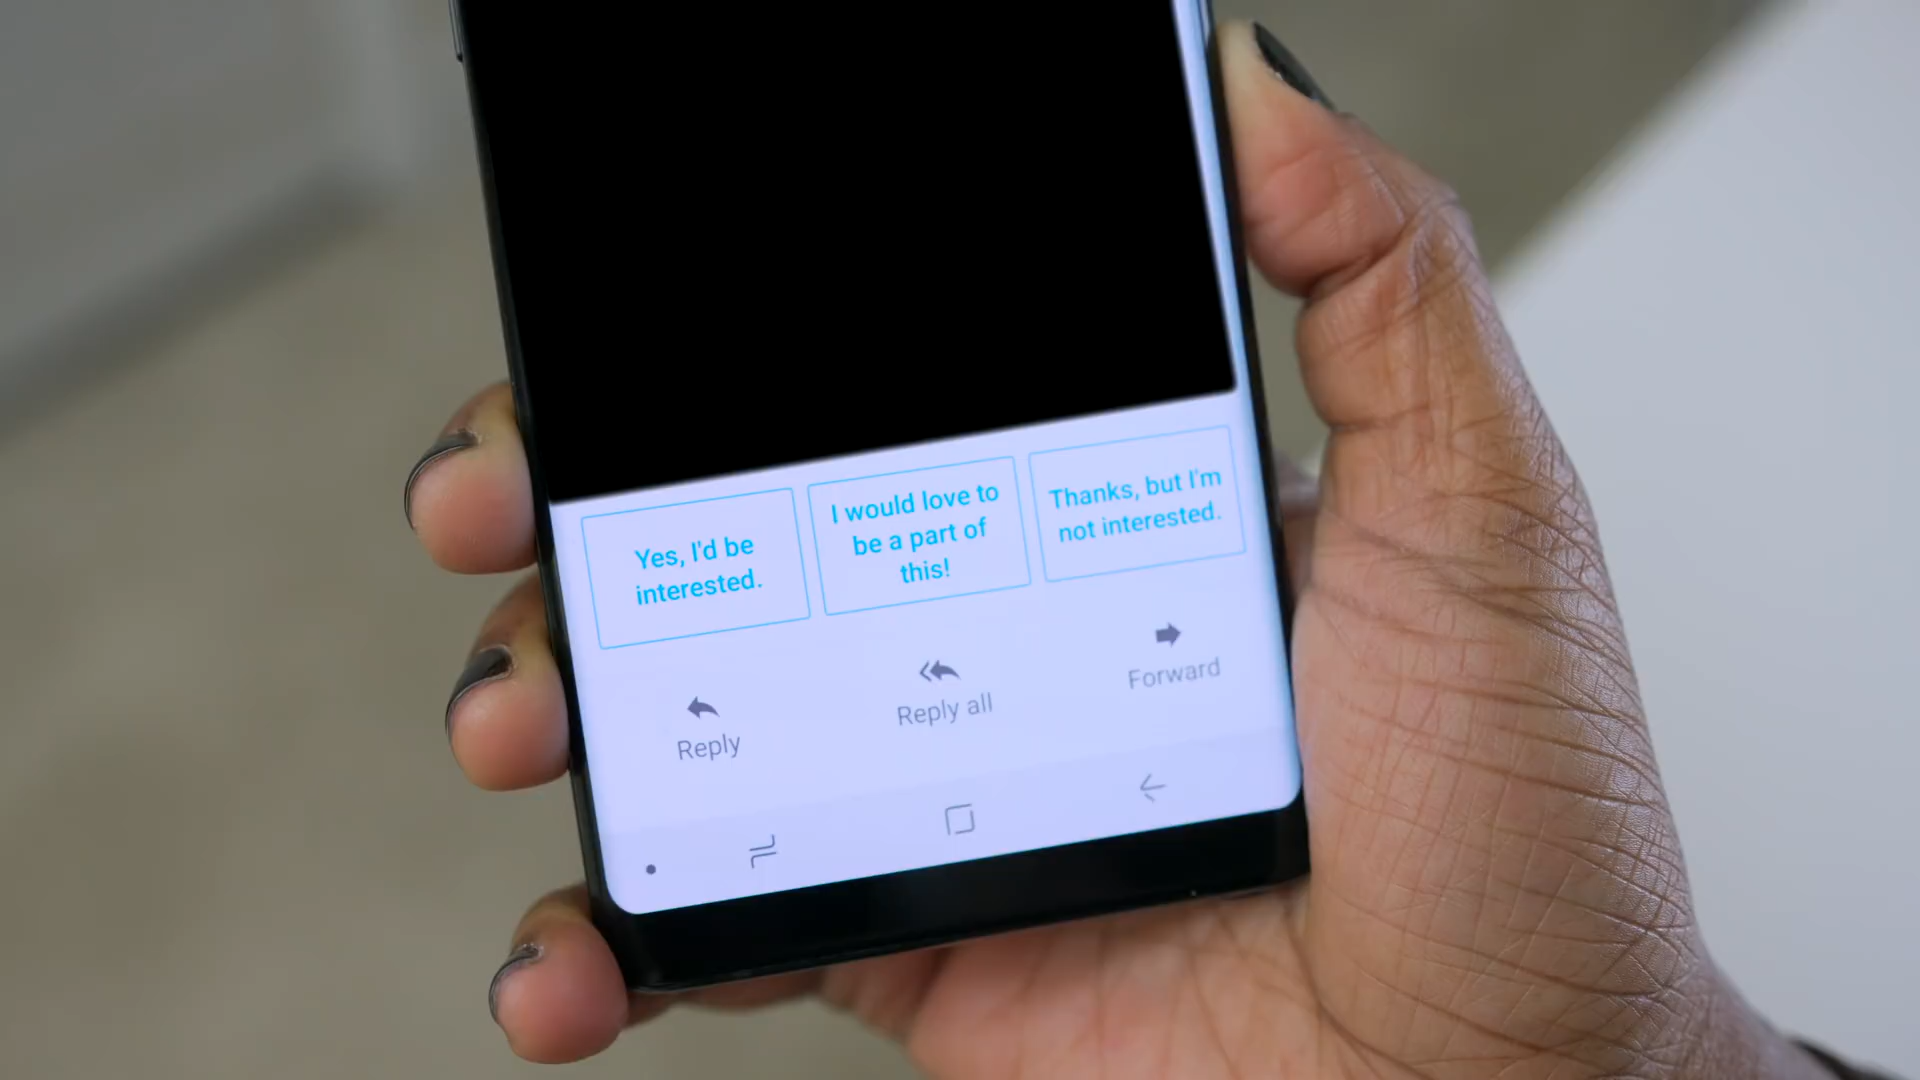 Yes, I'd be
interested.
I would love to
be a part of
this!
Thanks, but I'm
not interested.
Reply
Reply all
Forward